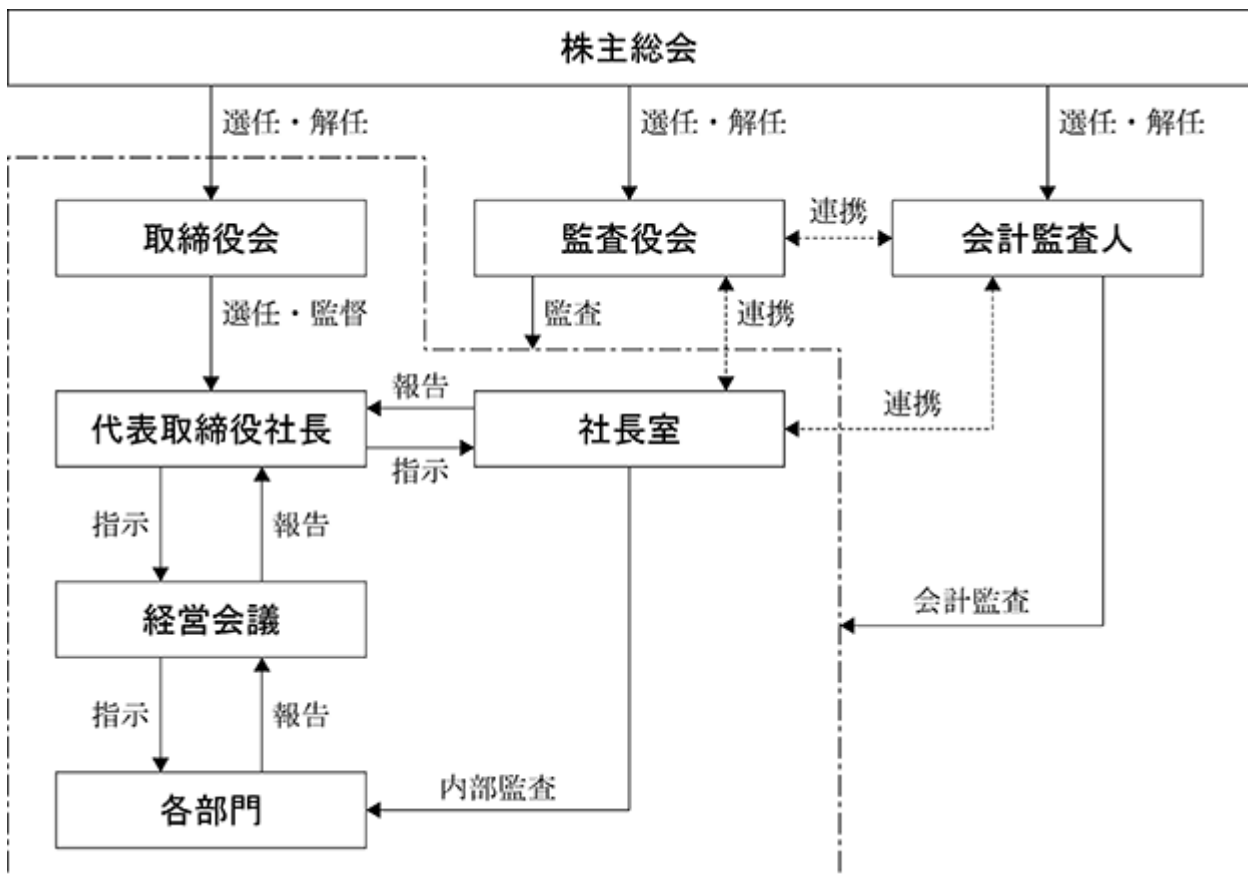 株主総会
選任・解任
選任・解任
選任・解任
取締役会
監査役会
連携
会計監査人
選任・監督
監査
連携
代表取締役社長
報告
指示
社長室
連携
指示
報告
経営会議
会計監査
指示
報告
各部門
内部監査